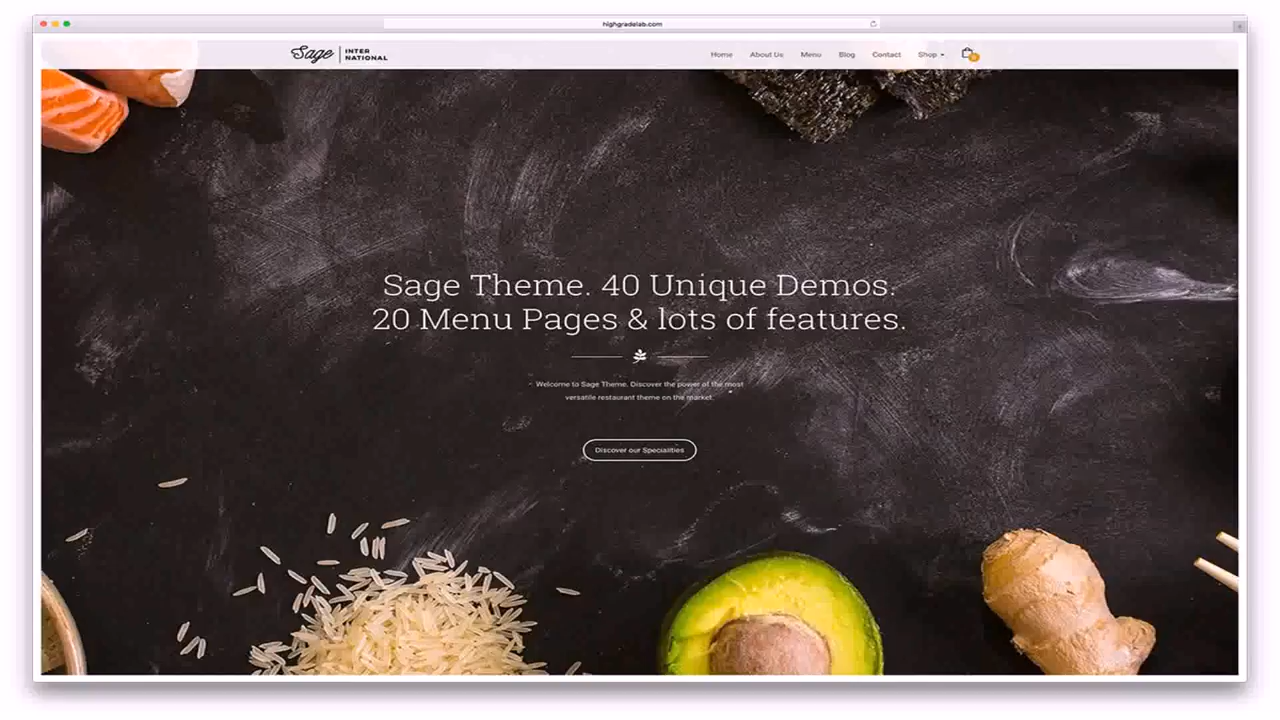 highgradelab.com
Sage
INTER
NATIONAL
Home
About Us
Menu
Blog
Contact
Shop
Sage Theme. 40 Unique Demos.
20 Menu Pages & lots of features.
Welcome to Sage Theme. Discover the power of the most
versatile restaurant theme on the market.
Discover our Specialities